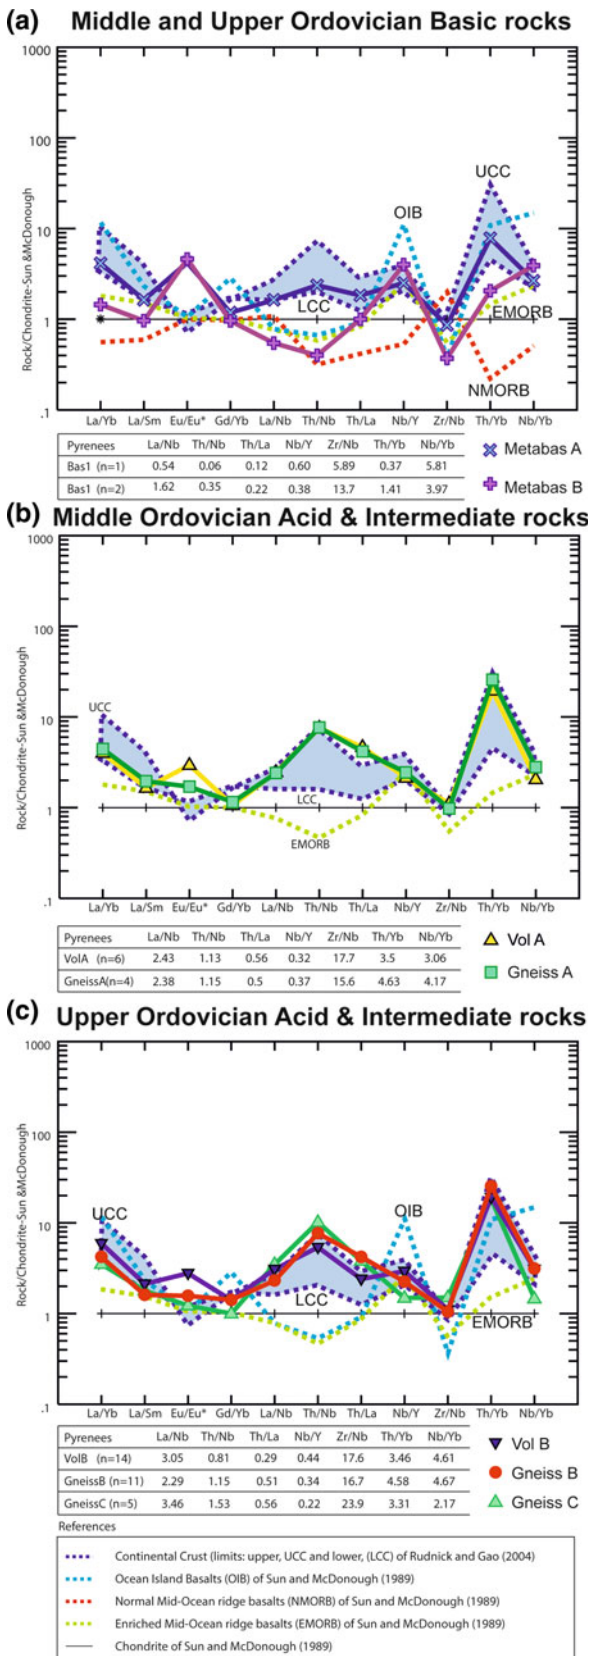 (a) Middle and Upper Ordovician Basic rocks
1000
100
10
1
.1
Rock/Chondrite-Sun &McDonough
UCC
OIB
LCC
EMORB
NMORB
La/Yb La/Sm Eu/Eu* Gd/Yb La/Nb Th/Nb Th/La Nb/Y Zr/Nb Th/Yb Nb/Yb
Pyrenees La/Nb Th/Nb Th/La Nb/Y Zr/Nb Th/Yb Nb/Yb
Bas1 (n=1) 0.54 0.06 0.12 0.60 5.89 0.37 5.81
Bas1 (n=2) 1.62 0.35 0.22 0.38 13.7 1.41 3.97
Metabas A
Metabas B
(b) Middle Ordovician Acid & Intermediate rocks
1000
100
10
1
.1
Rock/Chondrite-Sun &McDonough
UCC
LCC
EMORB
La/Yb La/Sm Eu/Eu* Gd/Yb La/Nb Th/Nb Th/La Nb/Y Zr/Nb Th/Yb Nb/Yb
Pyrenees La/Nb Th/Nb Th/La Nb/Y Zr/Nb Th/Yb Nb/Yb
VolA (n=6) 2.43 1.13 0.56 0.32 17.7 3.5 3.06
GneissA(n=4) 2.38 1.15 0.5 0.37 15.6 4.63 4.17
Vol A
Gneiss A
(c) Upper Ordovician Acid & Intermediate rocks
1000
100
10
1
.1
Rock/Chondrite-Sun &McDonough
UCC
OIB
LCC
EMORB
La/Yb La/Sm Eu/Eu* Gd/Yb La/Nb Th/Nb Th/La Nb/Y Zr/Nb Th/Yb Nb/Yb
Pyrenees La/Nb Th/Nb Th/La Nb/Y Zr/Nb Th/Yb Nb/Yb
VolB (n=14) 3.05 0.81 0.29 0.44 17.6 3.46 4.61
GneissB (n=11) 2.29 1.15 0.51 0.34 16.7 4.58 4.67
GneissC (n=5) 3.46 1.53 0.56 0.22 23.9 3.31 2.17
Vol B
Gneiss B
Gneiss C
References
Continental Crust (limits: upper, UCC and lower, (LCC) of Rudnick and Gao (2004)
Ocean Island Basalts (OIB) of Sun and McDonough (1989)
Normal Mid-Ocean ridge basalts (NMORB) of Sun and McDonough (1989)
Enriched Mid-Ocean ridge basalts (EMORB) of Sun and McDonough (1989)
Chondrite of Sun and McDonough (1989)